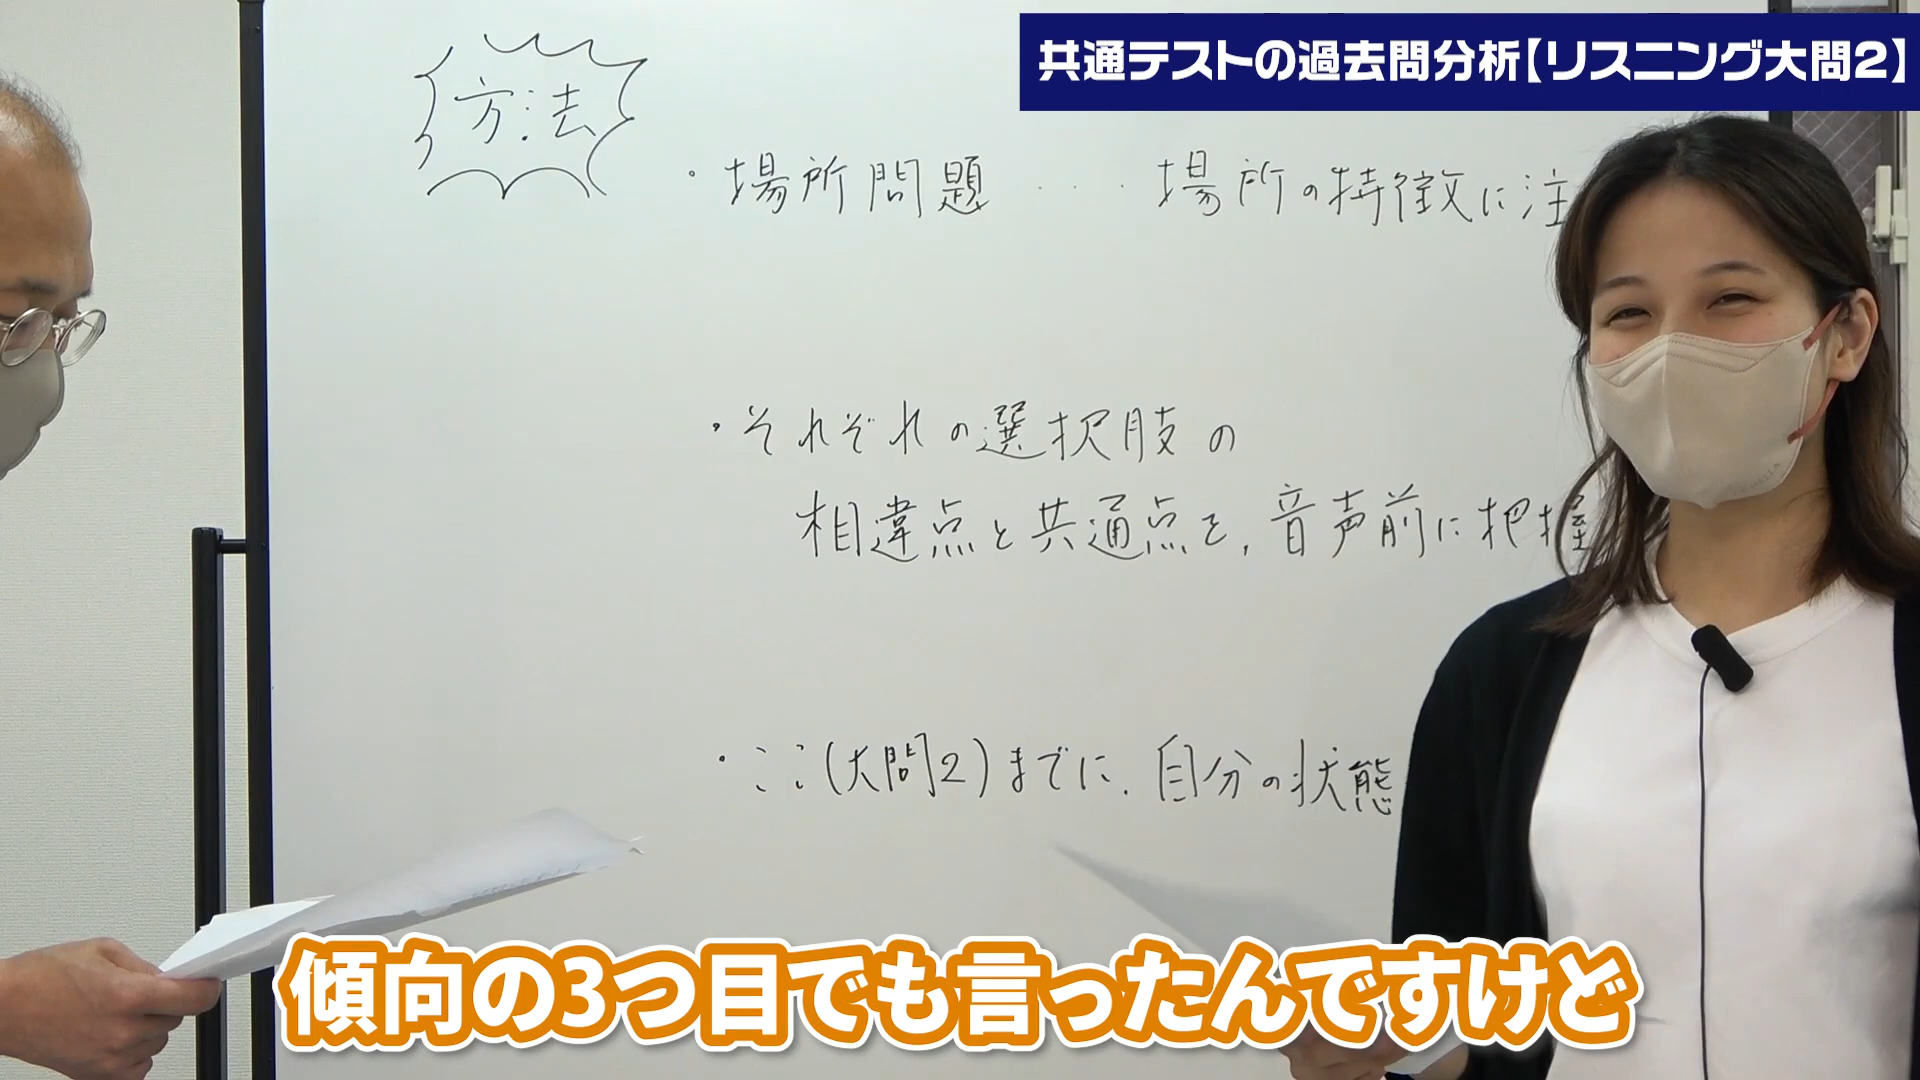 共通テストの過去問分析【リスニング大問2】
方法
・場所問題 ・・・ 場所の特徴に注
・それぞれの選択肢の
相違点と共通点を、音声前に把握
・ここ(大問2)までに、自分の状態
傾向の3つ目でも言ったんですけど